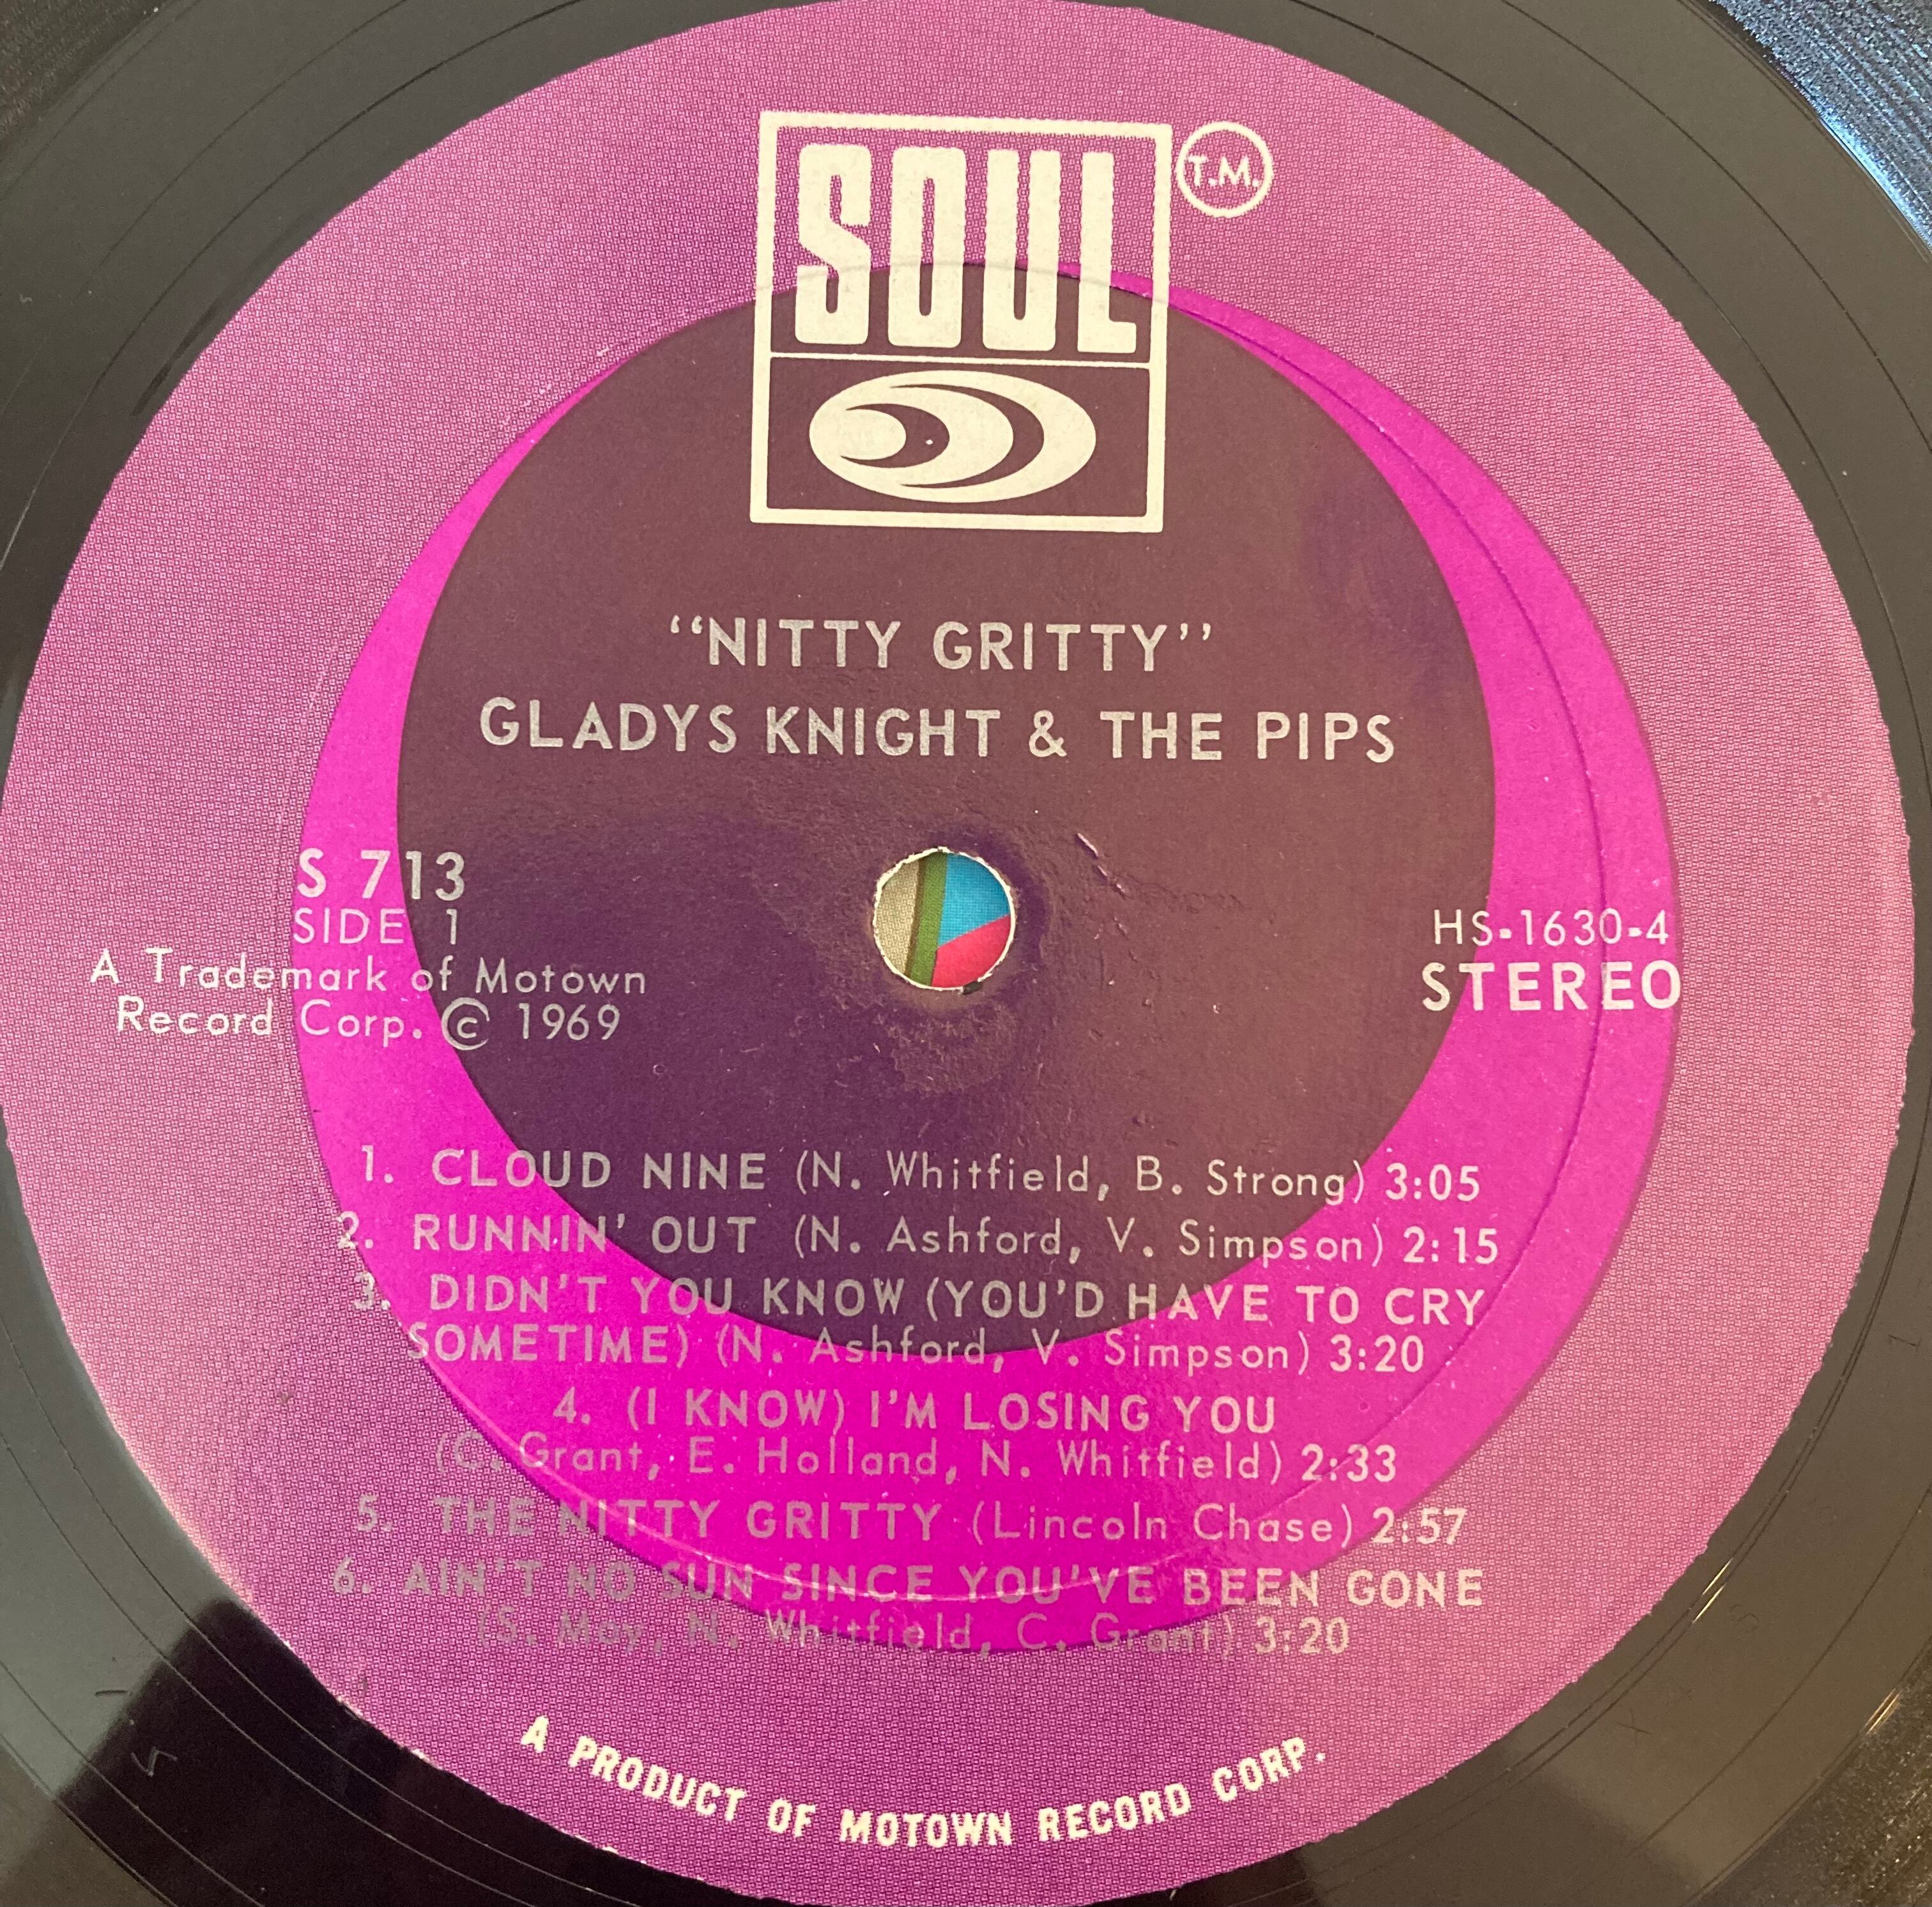 SOUL
T.M.
“NITTY GRITTY”
GLADYS KNIGHT & THE PIPS
S 713
SIDE 1
A Trademark of Motown
Record Corp. © 1969
HS-1630-4
STEREO
1. CLOUD NINE (N. Whitfield, B. Strong) 3:05
2. RUNNIN' OUT (N. Ashford, V. Simpson) 2:15
3. DIDN'T YOU KNOW (YOU'D HAVE TO CRY
SOMETIME) (N. Ashford, V. Simpson) 3:20
4. (I KNOW) I'M LOSING YOU
(C. Grant, E. Holland, N. Whitfield) 2:33
5. THE NITTY GRITTY (Lincoln Chase) 2:57
6. AIN'T NO SUN SINCE YOU'VE BEEN GONE
(S. Moy, N. Whitfield, C. Grant) 3:20
A PRODUCT OF MOTOWN RECORD CORP.